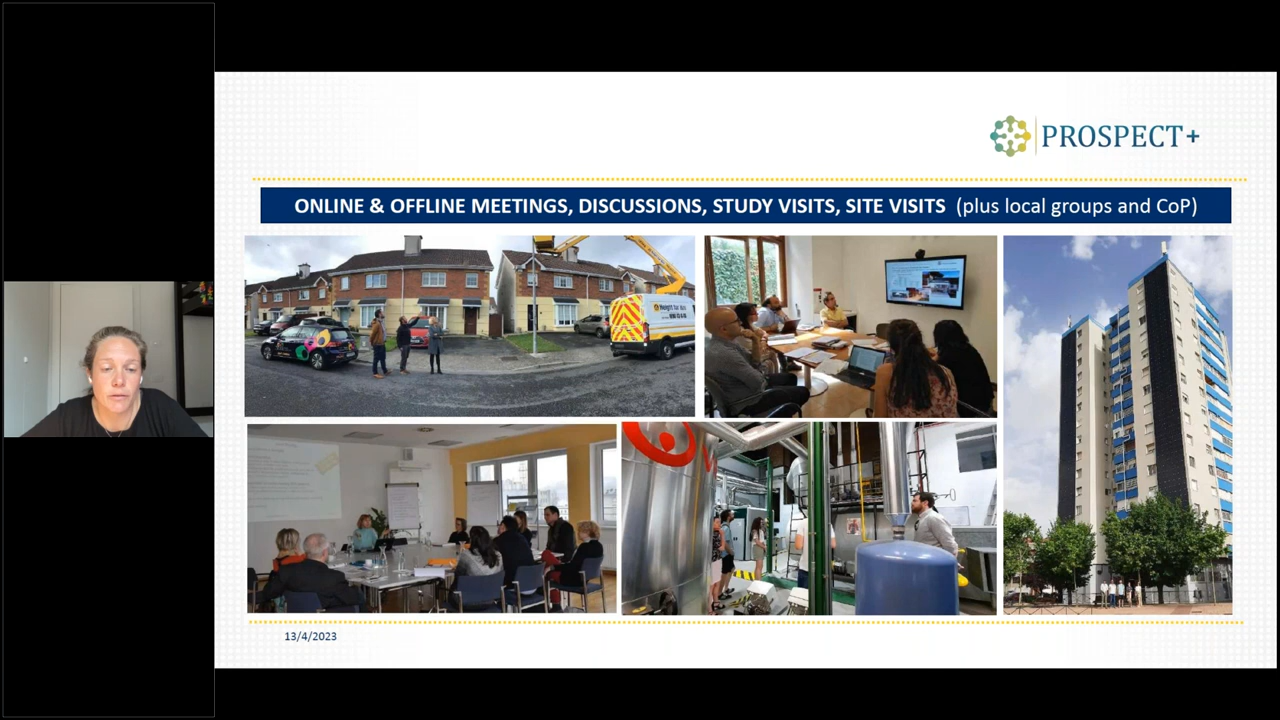 PROSPECT+
ONLINE & OFFLINE MEETINGS, DISCUSSIONS, STUDY VISITS, SITE VISITS (plus local groups and CoP)
13/4/2023